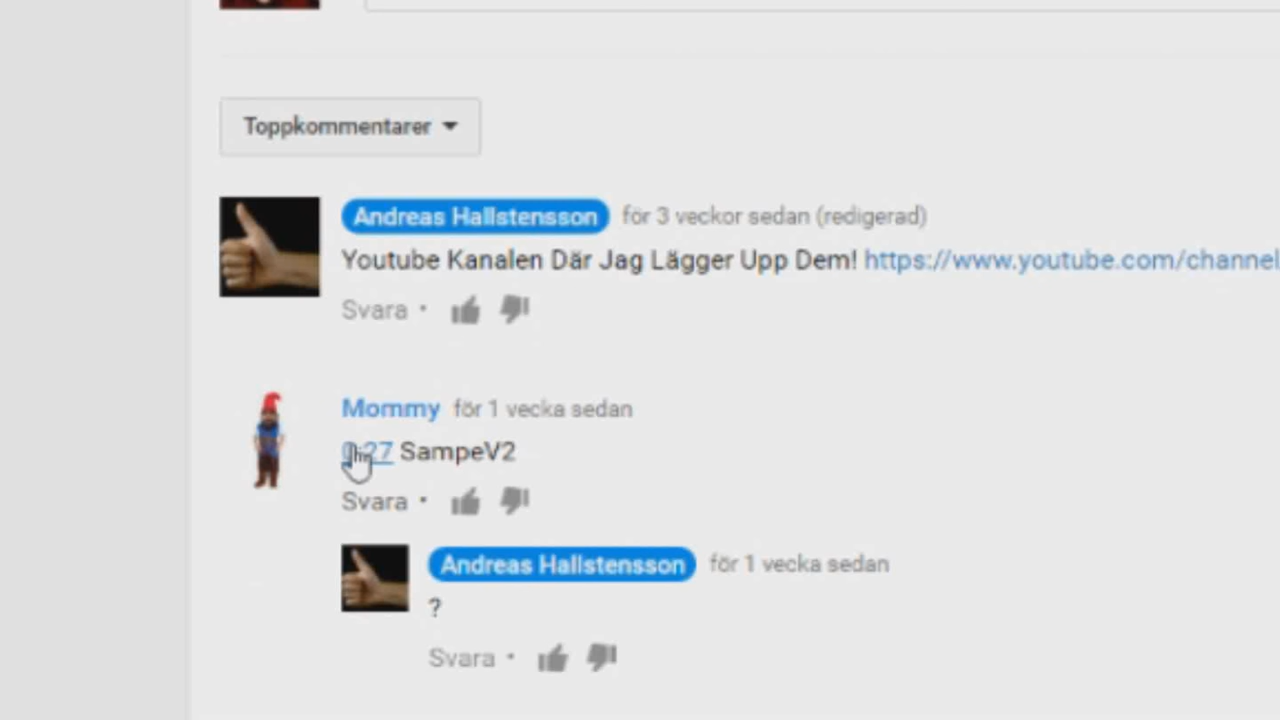 Toppkommentarer
Andreas Hallstensson för 3 veckor sedan (redigerad)
Youtube Kanalen Där Jag Lägger Upp Dem! https://www.youtube.com/channel
Svara •
Mommy för 1 vecka sedan
SampeV2
Svara •
Andreas Hallstensson för 1 vecka sedan
?
Svara •